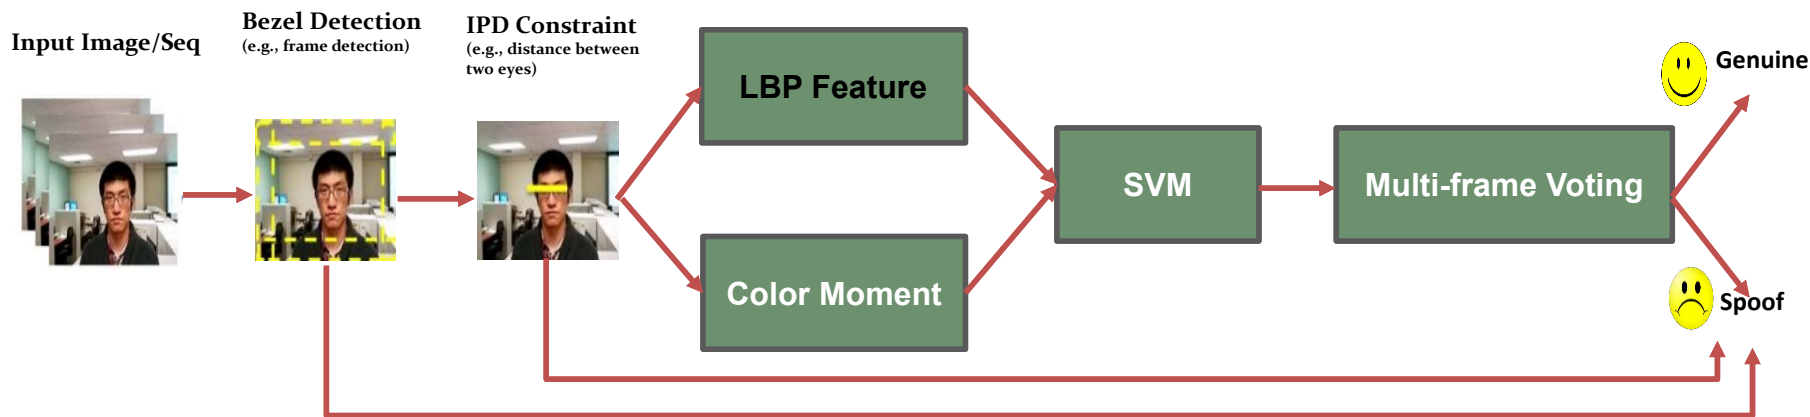 Input Image/Seq
Bezel Detection
(e.g., frame detection)
IPD Constraint
(e.g., distance between
two eyes)
LBP Feature
Color Moment
SVM
Multi-frame Voting
Genuine
Spoof